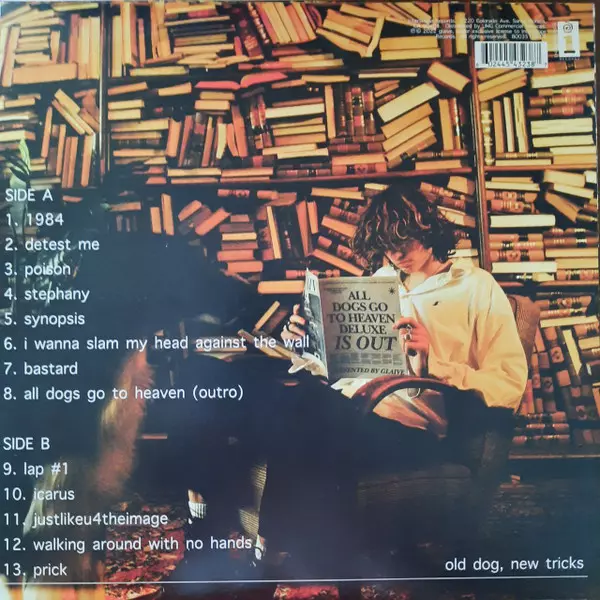 SIDE A
1. 1984
2. detest me
3. poison
4. stephany
5. synopsis
6. i wanna slam my head against the wall
7. bastard
8. all dogs go to heaven (outro)
SIDE B
9. lap #1
10. icarus
11. justlikeu4theimage
12. walking around with no hands
13. prick
ALL
DOGS GO
TO HEAVEN
DELUXE
IS OUT
BY GLAIVE
old dog, new tricks